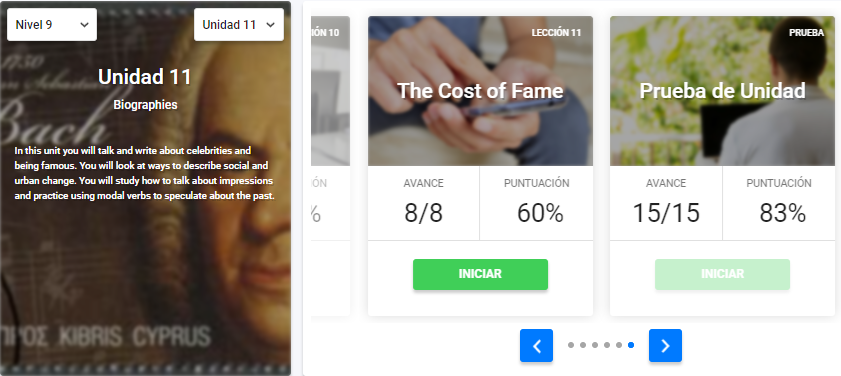 Nivel 9
Unidad 11
Unidad 11
Biographies
In this unit you will talk and write about celebrities and
being famous. You will look at ways to describe social and
urban change. You will study how to talk about impressions
and practice using modal verbs to speculate about the past.
1750
Bach
ΠΡΟΣ KIBRIS CYPRUS
10
%
LECCIÓN 11
The Cost of Fame
AVANCE
PUNTUACIÓN
8/8
60%
INICIAR
PRUEBA
Prueba de Unidad
AVANCE
PUNTUACIÓN
15/15
83%
INICIAR